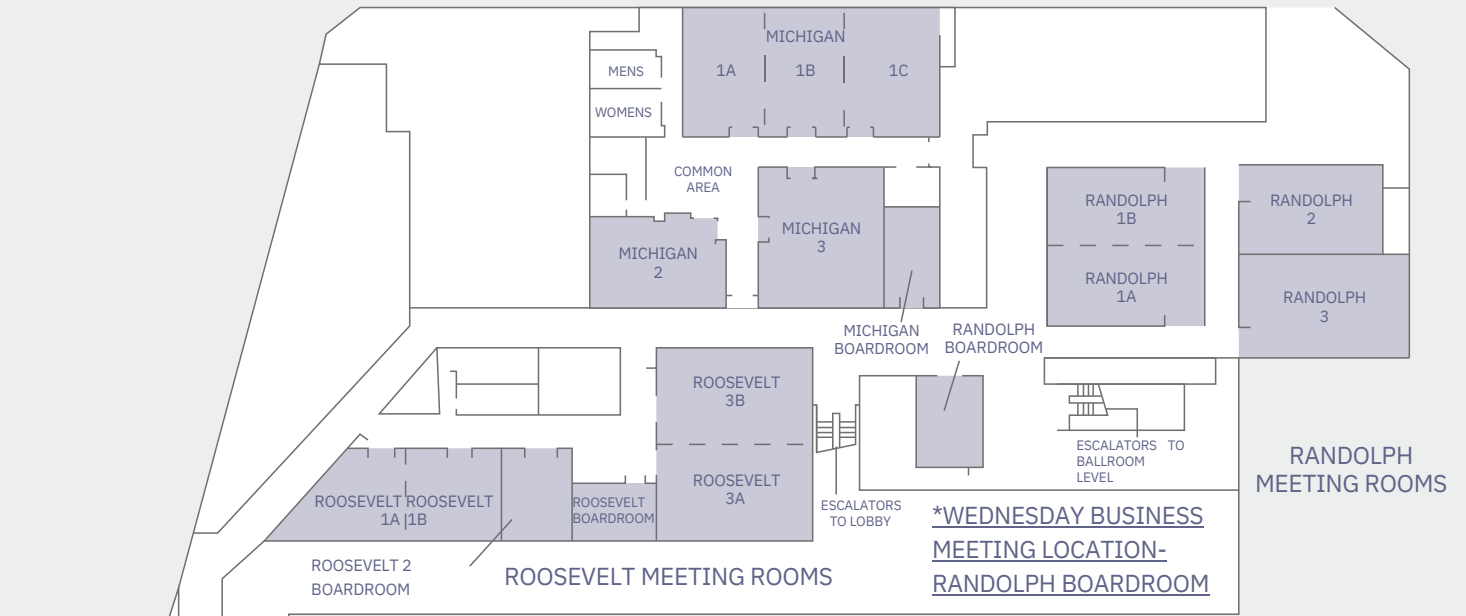 MICHIGAN
1A
1B
1C
MENS
WOMENS
COMMON
AREA
MICHIGAN
2
MICHIGAN
3
RANDOLPH
1B
RANDOLPH
1A
RANDOLPH
2
RANDOLPH
3
MICHIGAN
BOARDROOM
RANDOLPH
BOARDROOM
ROOSEVELT
3B
ROOSEVELT
3A
ROOSEVELT ROOSEVELT
1A 1B
ROOSEVELT
BOARDROOM
ESCALATORS
TO LOBBY
ESCALATORS TO
BALLROOM
LEVEL
RANDOLPH
MEETING ROOMS
*WEDNESDAY BUSINESS
MEETING LOCATION-
RANDOLPH BOARDROOM
ROOSEVELT 2
BOARDROOM
ROOSEVELT MEETING ROOMS